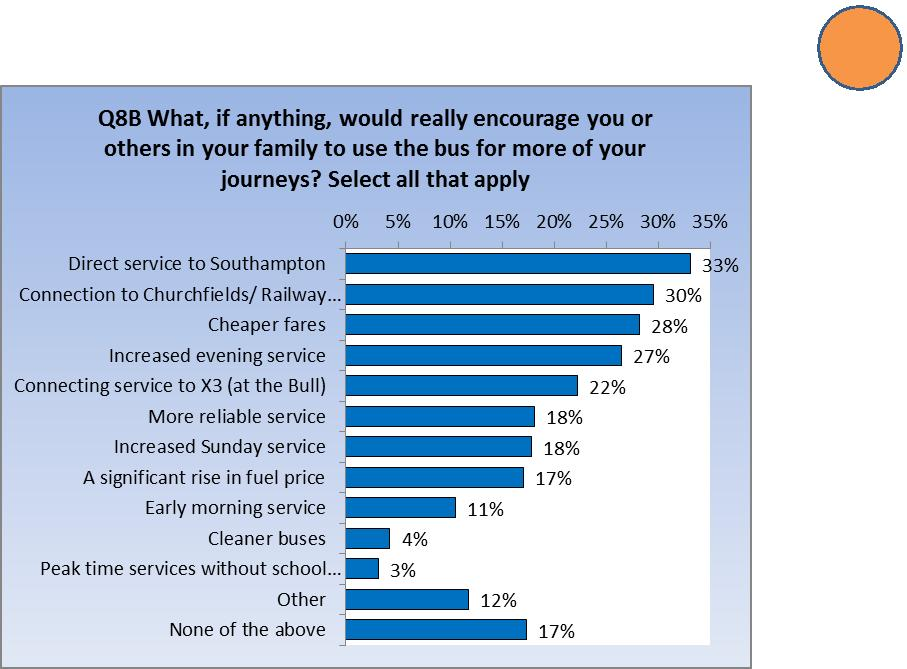 Q8B What, if anything, would really encourage you or
others in your family to use the bus for more of your
journeys? Select all that apply
0% 5% 10% 15% 20% 25% 30% 35%
Direct service to Southampton 33%
Connection to Churchfields/ Railway... 30%
Cheaper fares 28%
Increased evening service 27%
Connecting service to X3 (at the Bull) 22%
More reliable service 18%
Increased Sunday service 18%
A significant rise in fuel price 17%
Early morning service 11%
Cleaner buses 4%
Peak time services without school... 3%
Other 12%
None of the above 17%